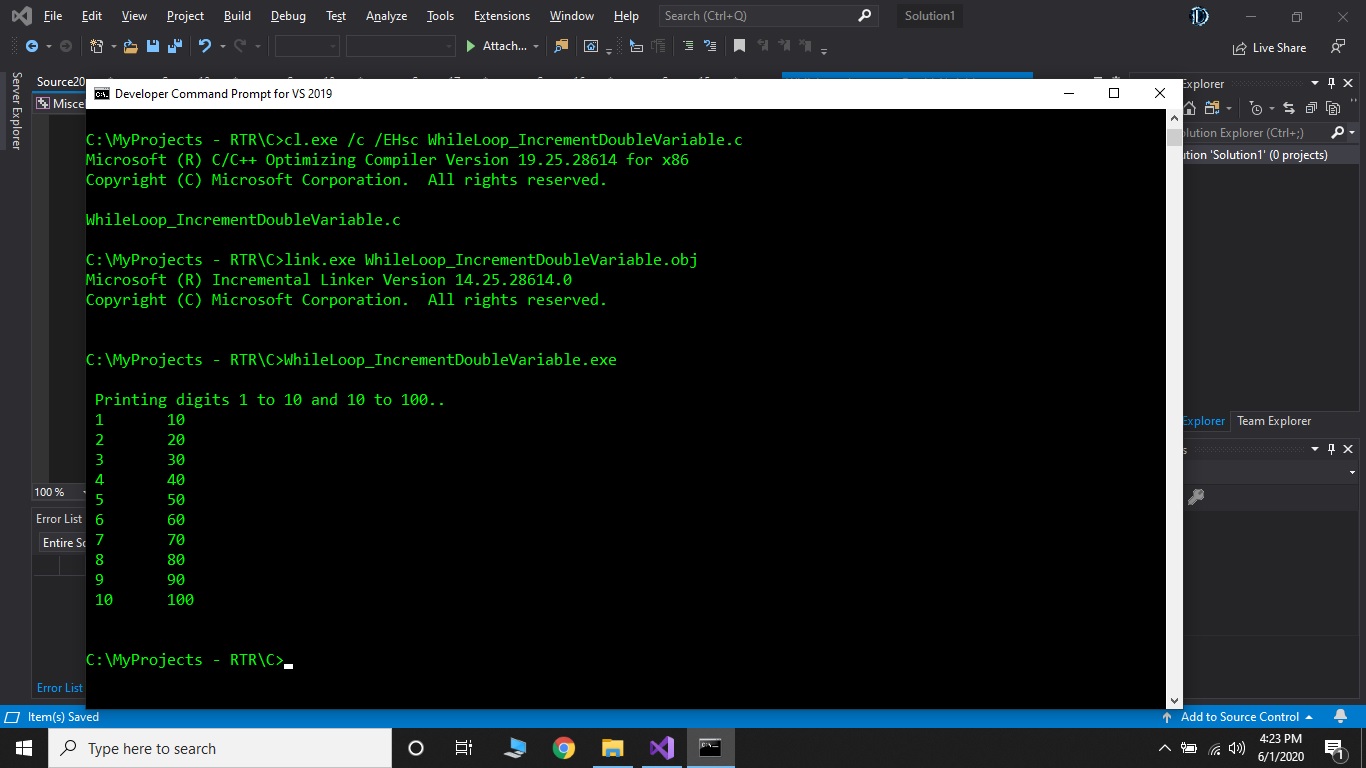 File Edit View Project Build Debug Test Analyze Tools Extensions Window Help Search (Ctrl+Q) Solution1
Attach... Live Share
Server Explorer
Source20
Developer Command Prompt for VS 2019
Explorer
Misce
olution Explorer (Ctrl+;)
ution 'Solution1' (0 projects)
C:\MyProjects - RTR\C>cl.exe /c /EHsc WhileLoop_IncrementDoubleVariable.c
Microsoft (R) C/C++ Optimizing Compiler Version 19.25.28614 for x86
Copyright (C) Microsoft Corporation.  All rights reserved.
WhileLoop_IncrementDoubleVariable.c
C:\MyProjects - RTR\C>link.exe WhileLoop_IncrementDoubleVariable.obj
Microsoft (R) Incremental Linker Version 14.25.28614.0
Copyright (C) Microsoft Corporation.  All rights reserved.
C:\MyProjects - RTR\C>WhileLoop_IncrementDoubleVariable.exe
Printing digits 1 to 10 and 10 to 100..
1 10
2 20
3 30
4 40
5 50
6 60
7 70
8 80
9 90
10 100
C:\MyProjects - RTR\C>
Explorer Team Explorer
s
100 %
Error List
Entire So
Error List
Item(s) Saved
Add to Source Control
Type here to search
4:23 PM
6/1/2020
1